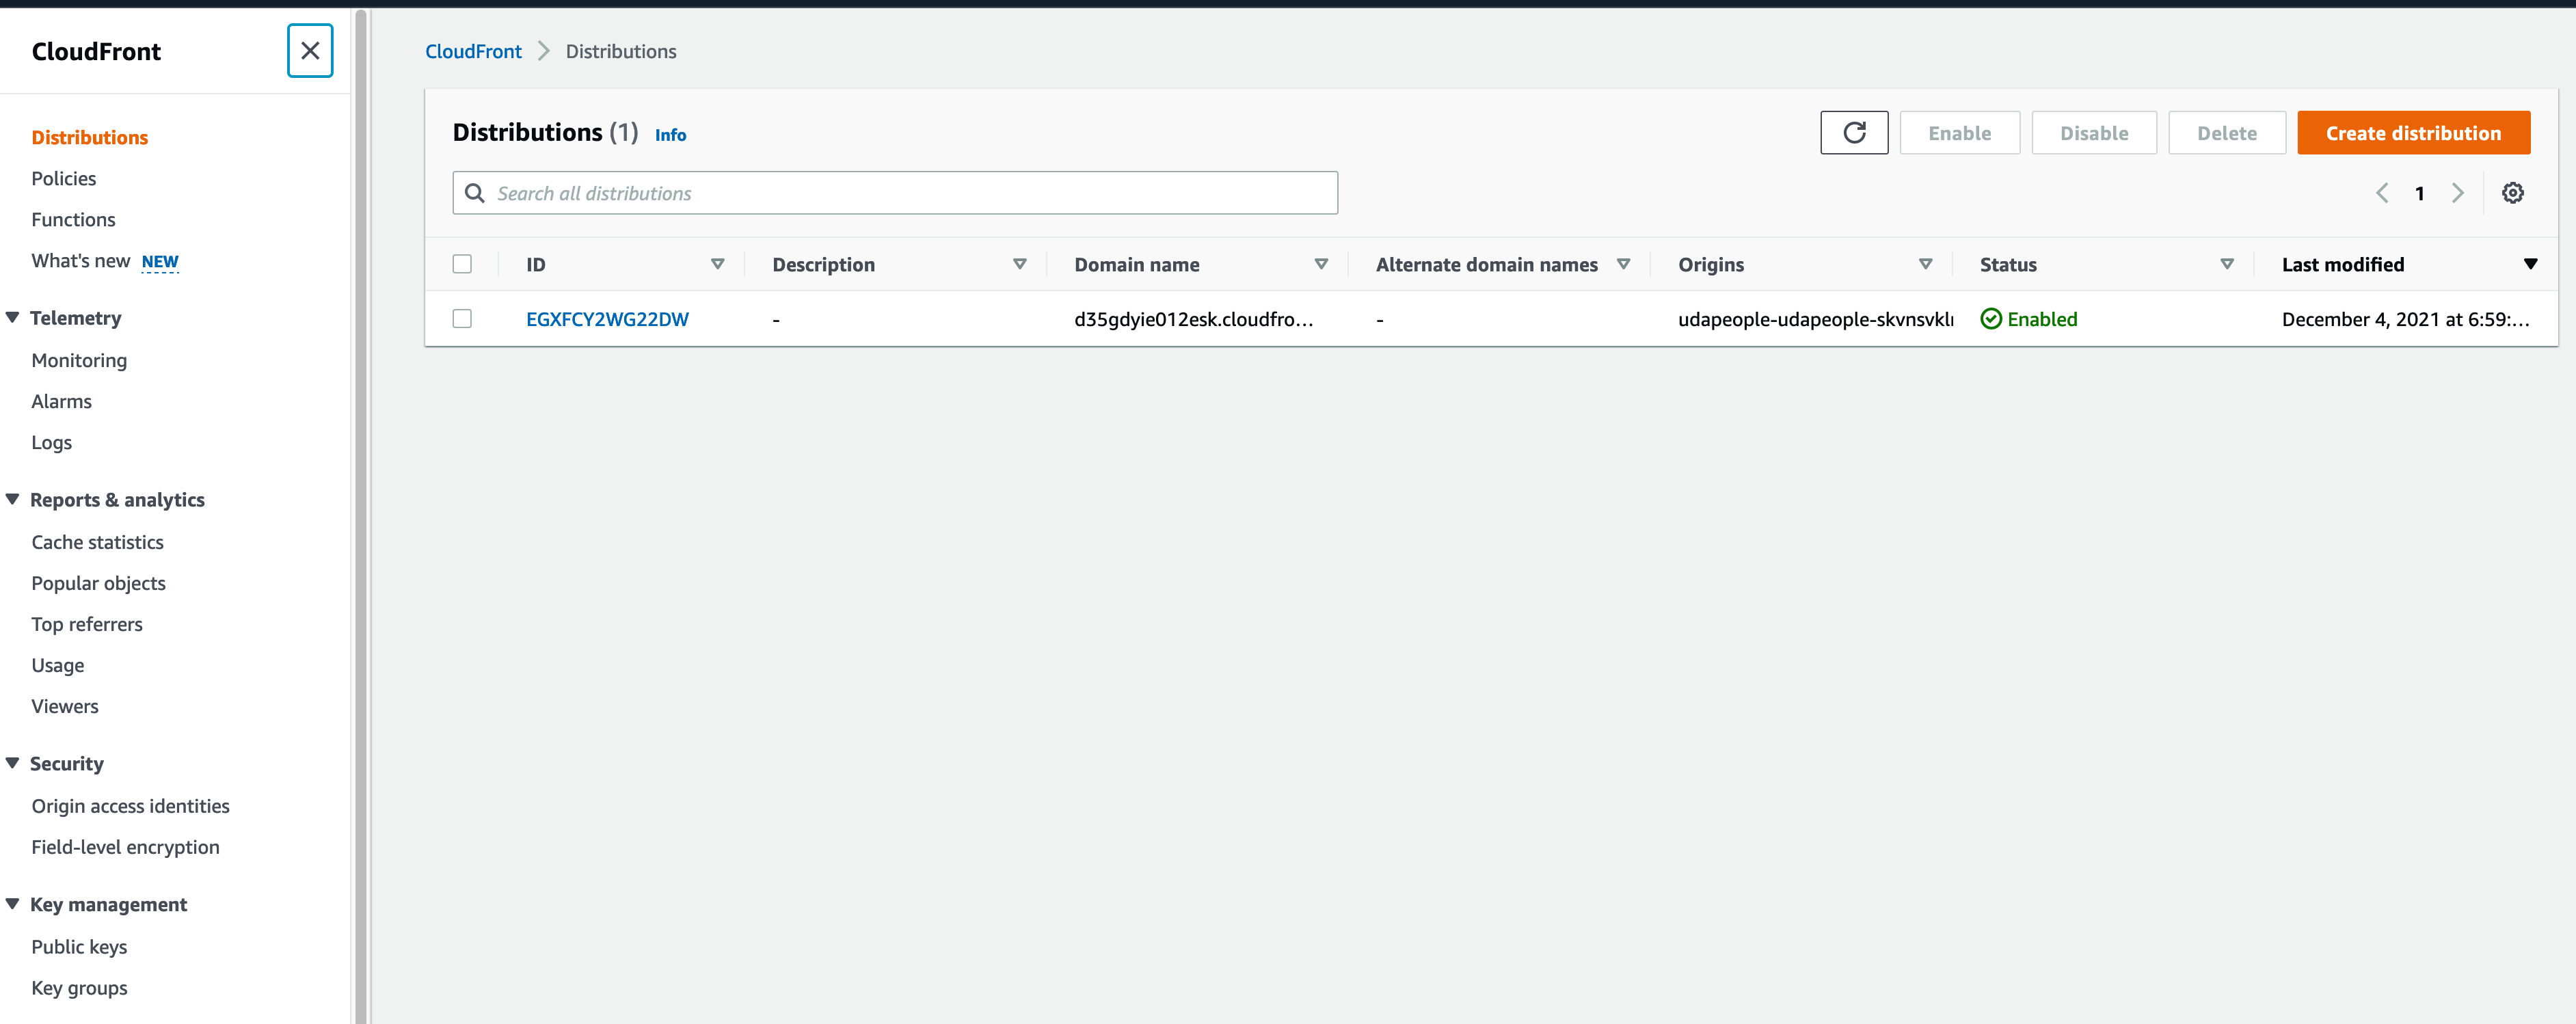 CloudFront
Distributions
Policies
Functions
What's new NEW
Telemetry
Monitoring
Alarms
Logs
Reports & analytics
Cache statistics
Popular objects
Top referrers
Usage
Viewers
Security
Origin access identities
Field-level encryption
Key management
Public keys
Key groups
CloudFront Distributions
Distributions (1) Info
Enable Disable Delete Create distribution
Search all distributions
1
ID Description Domain name Alternate domain names Origins Status Last modified
EGXFCY2WG22DW - d35gdyie012esk.cloudfro... - udapeople-udapeople-skvnsvkl Enabled December 4, 2021 at 6:59:...